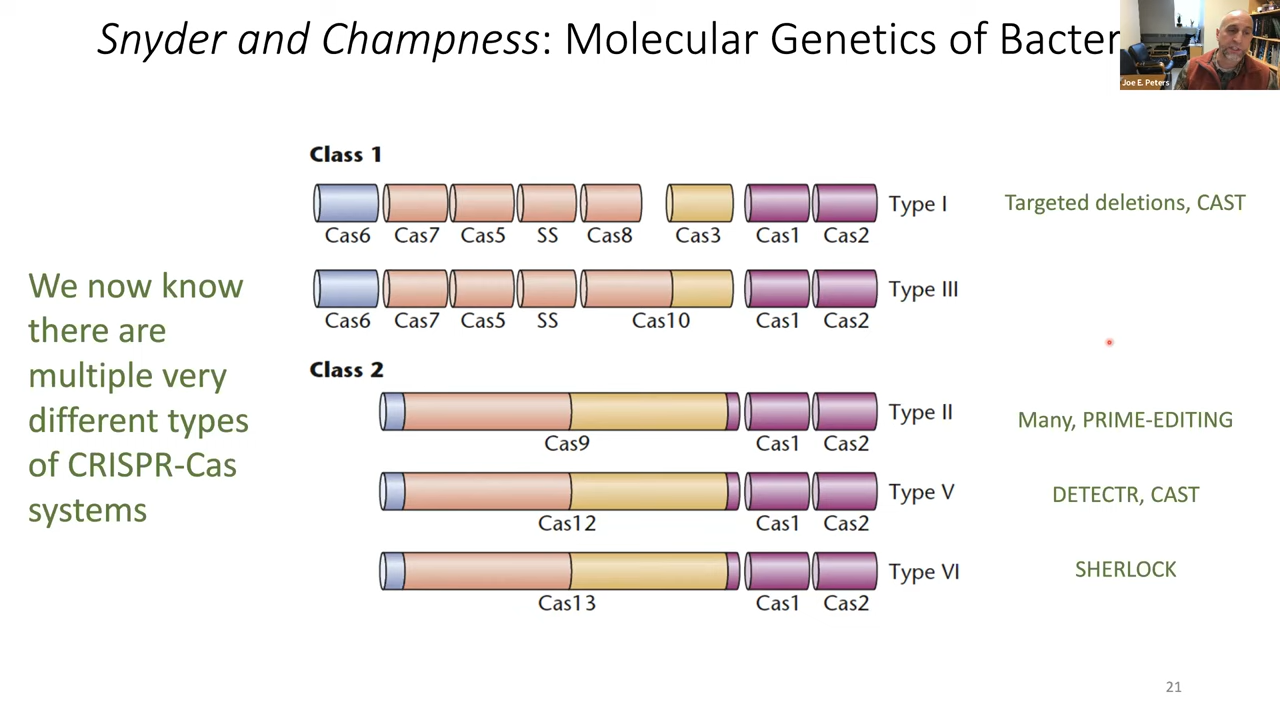 Snyder and Champness: Molecular Genetics of Bacter
Joe E. Peters
Class 1
Type I
Targeted deletions, CAST
Cas6 Cas7 Cas5 SS Cas8 Cas3 Cas1 Cas2
Type III
Cas6 Cas7 Cas5 SS Cas10 Cas1 Cas2
We now know
there are
multiple very
different types
of CRISPR-Cas
systems
Class 2
Type II
Many, PRIME-EDITING
Cas9 Cas1 Cas2
Type V
DETECTR, CAST
Cas12 Cas1 Cas2
Type VI
SHERLOCK
Cas13 Cas1 Cas2
21